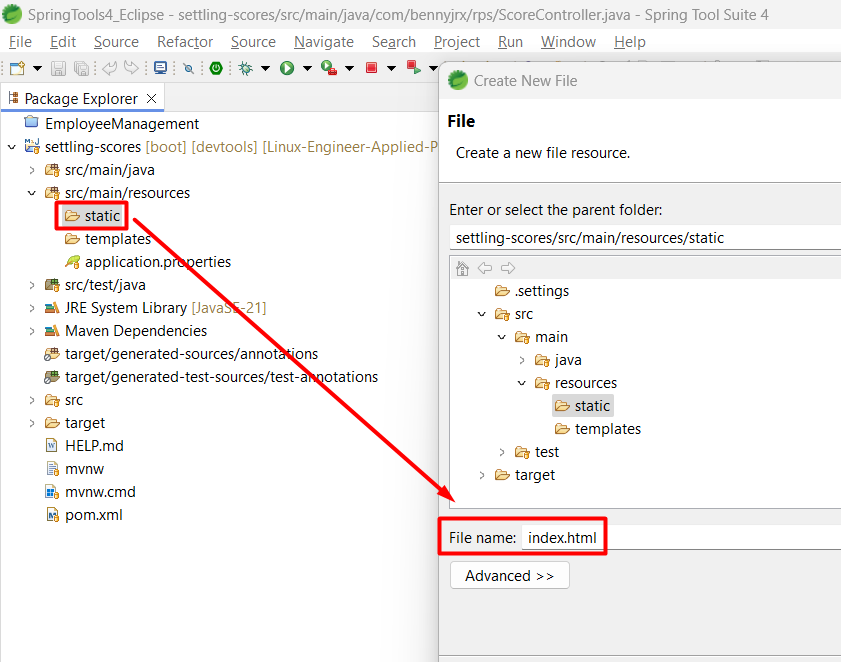 SpringTools4_Eclipse - settling-scores/src/main/java/com/bennyjrx/rps/ScoreController.java - Spring Tool Suite 4
File Edit Source Refactor Source Navigate Search Project Run Window Help
Package Explorer
EmployeeManagement
settling-scores [boot] [devtools] [Linux-Engineer-Applied-P
src/main/java
src/main/resources
static
templates
application.properties
src/test/java
JRE System Library [JavaSE-21]
Maven Dependencies
target/generated-sources/annotations
target/generated-test-sources/test-annotations
src
target
HELP.md
mvnw
mvnw.cmd
pom.xml
Create New File
File
Create a new file resource.
Enter or select the parent folder:
settling-scores/src/main/resources/static
.settings
src
main
java
resources
static
templates
test
target
File name: index.html
Advanced >>